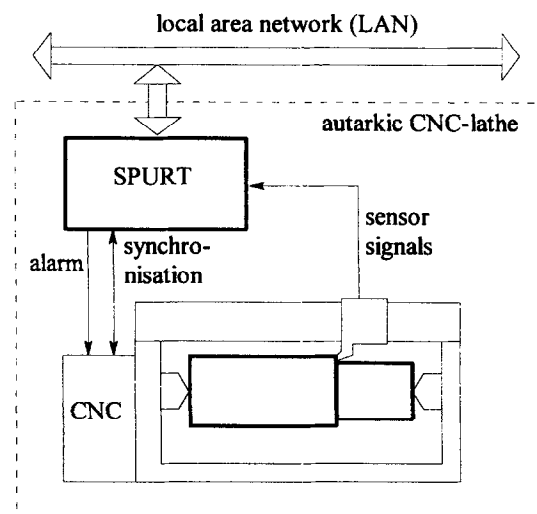 local area network (LAN)
autarkic CNC-lathe
SPURT
sensor
signals
alarm
synchro-
nisation
CNC